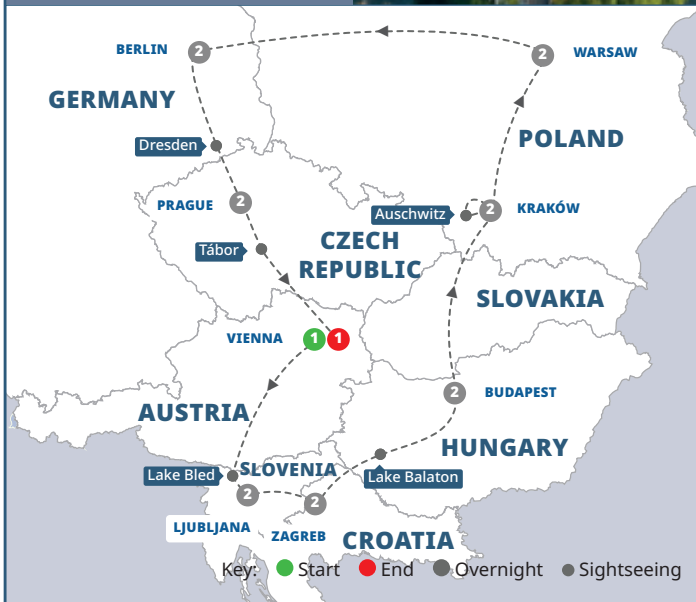 BERLIN
2
2
WARSAW
GERMANY
POLAND
Dresden
PRAGUE
2
Auschwitz
2
KRAKÓW
Tábor
CZECH
REPUBLIC
SLOVAKIA
VIENNA
1
1
2
BUDAPEST
AUSTRIA
HUNGARY
Lake Bled
SLOVENIA
Lake Balaton
2
2
LJUBLJANA
ZAGREB
CROATIA
Key: Start End Overnight Sightseeing